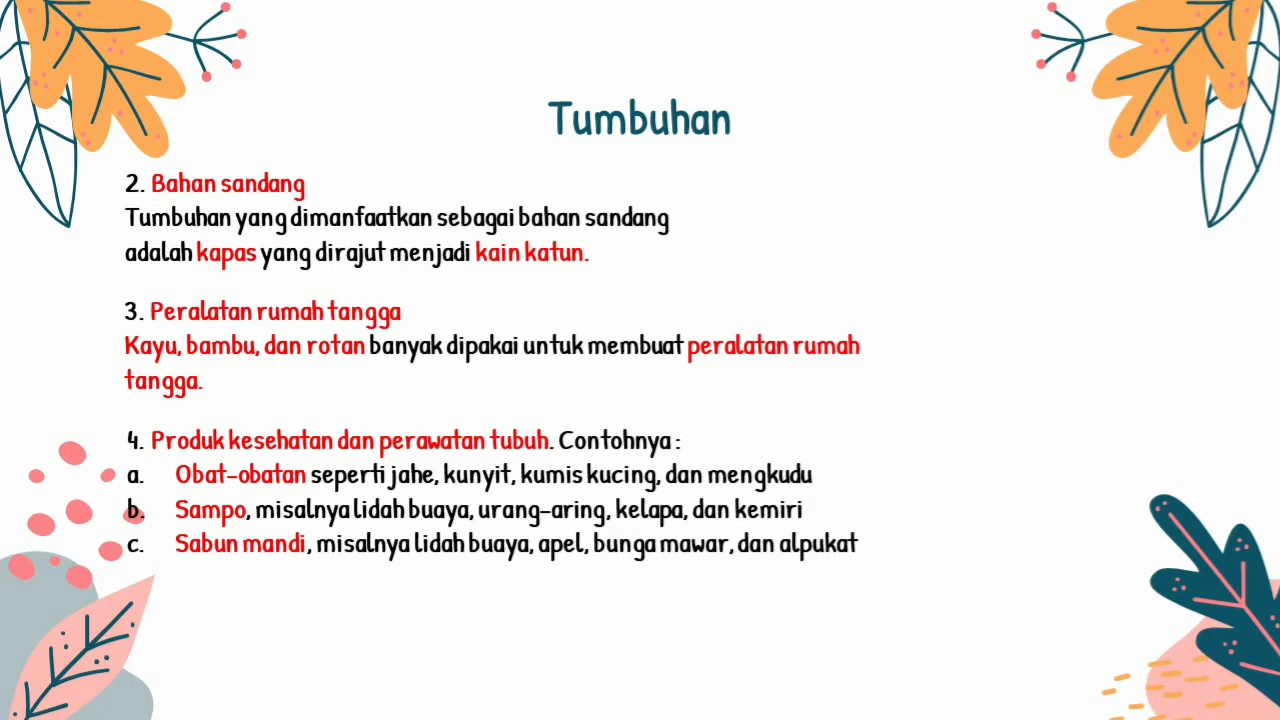 Tumbuhan
2. Bahan sandang
Tumbuhan yang dimanfaatkan sebagai bahan sandang
adalah kapas yang dirajut menjadi kain katun.
3. Peralatan rumah tangga
Kayu, bambu, dan rotan banyak dipakai untuk membuat peralatan rumah
tangga.
4. Produk kesehatan dan perawatan tubuh. Contohnya :
a. Obat-obatan seperti jahe, kunyit, kumis kucing, dan mengkudu
b. Sampo, misalnya lidah buaya, urang-aring, kelapa, dan kemiri
c. Sabun mandi, misalnya lidah buaya, apel, bunga mawar, dan alpukat